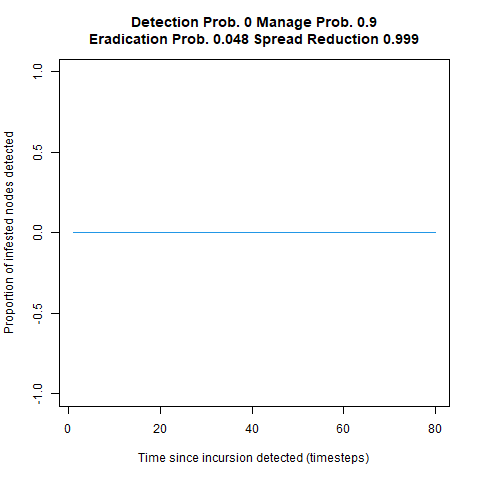 Detection Prob. 0 Manage Prob. 0.9
Eradication Prob. 0.048 Spread Reduction 0.999
Proportion of infested nodes detected
1.0
0.5
0.0
-0.5
-1.0
0 20 40 60 80
Time since incursion detected (timesteps)